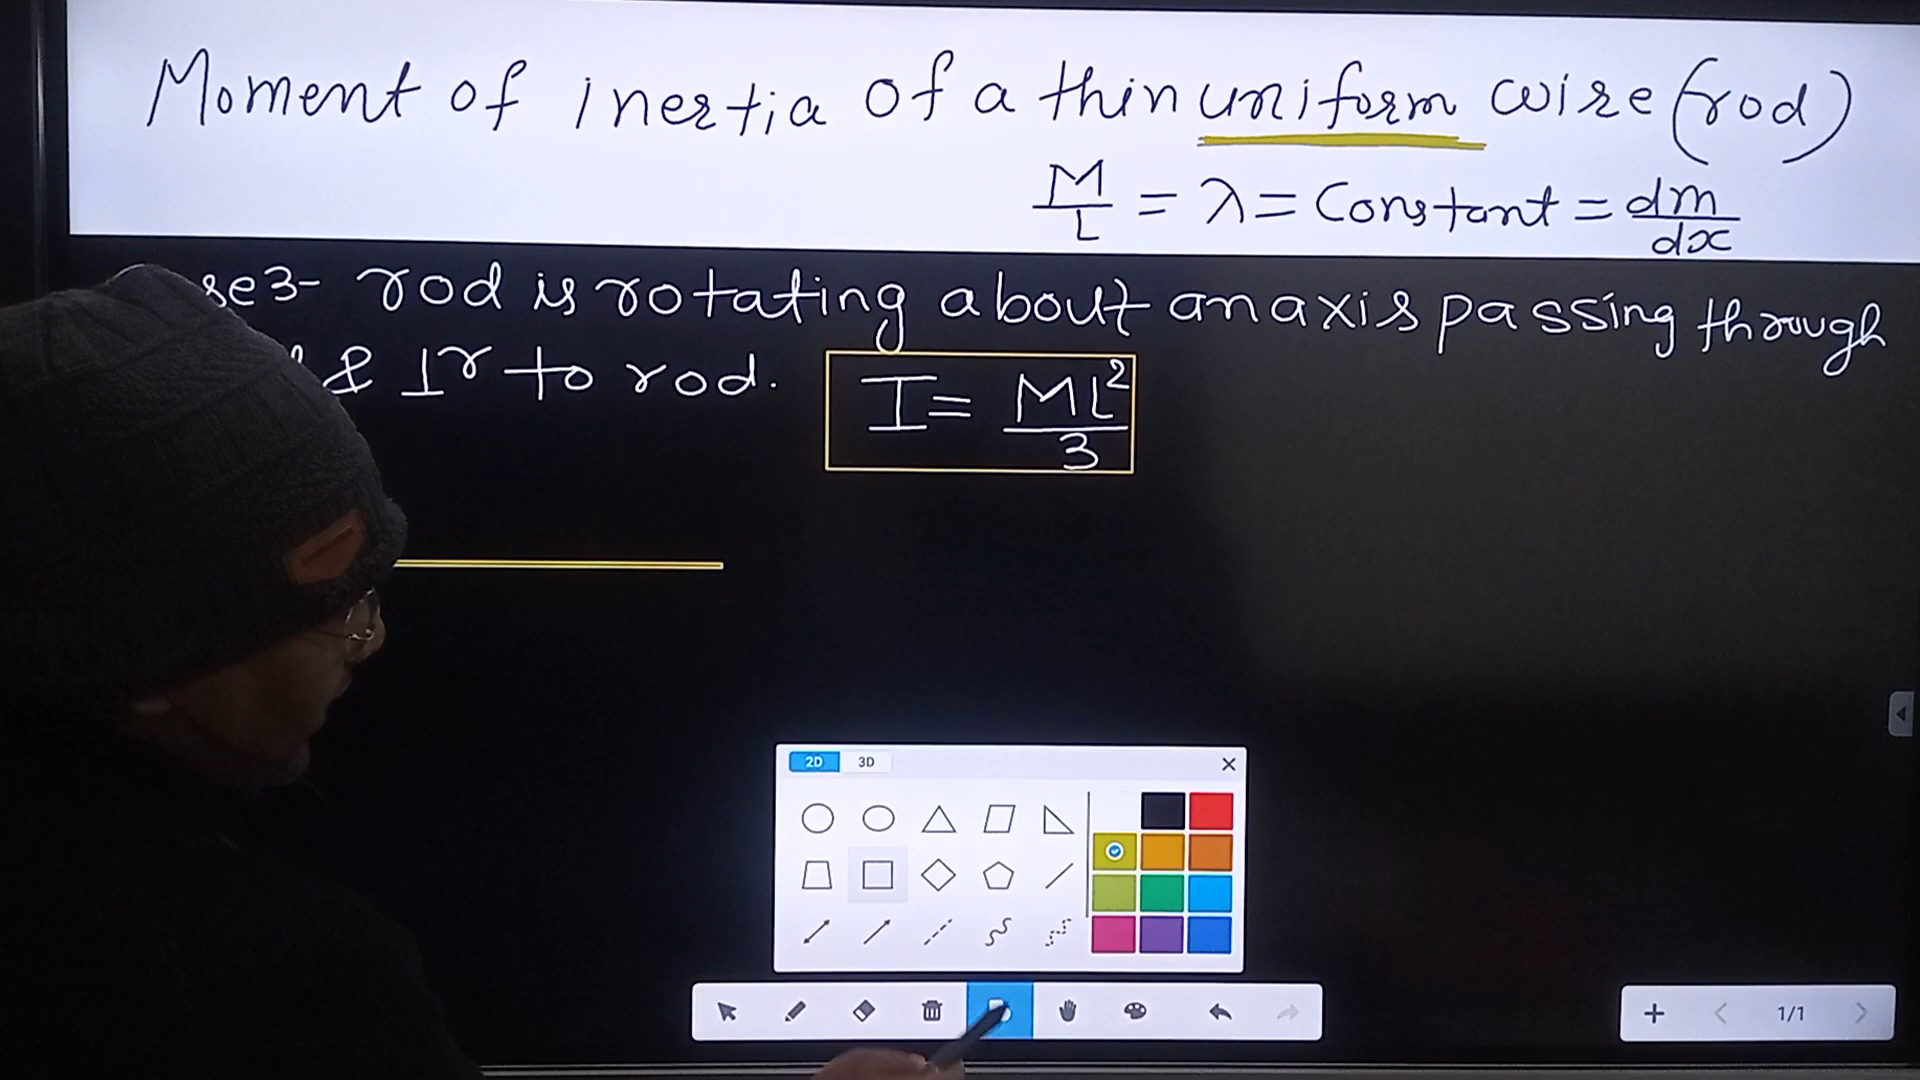 Moment of inertia of a thin uniform wire (rod)
M/L = λ = Constant = dm/dx
se3- rod is rotating about an axis passing through
& 1r to rod. I = ML²/3
2D 3D
1/1